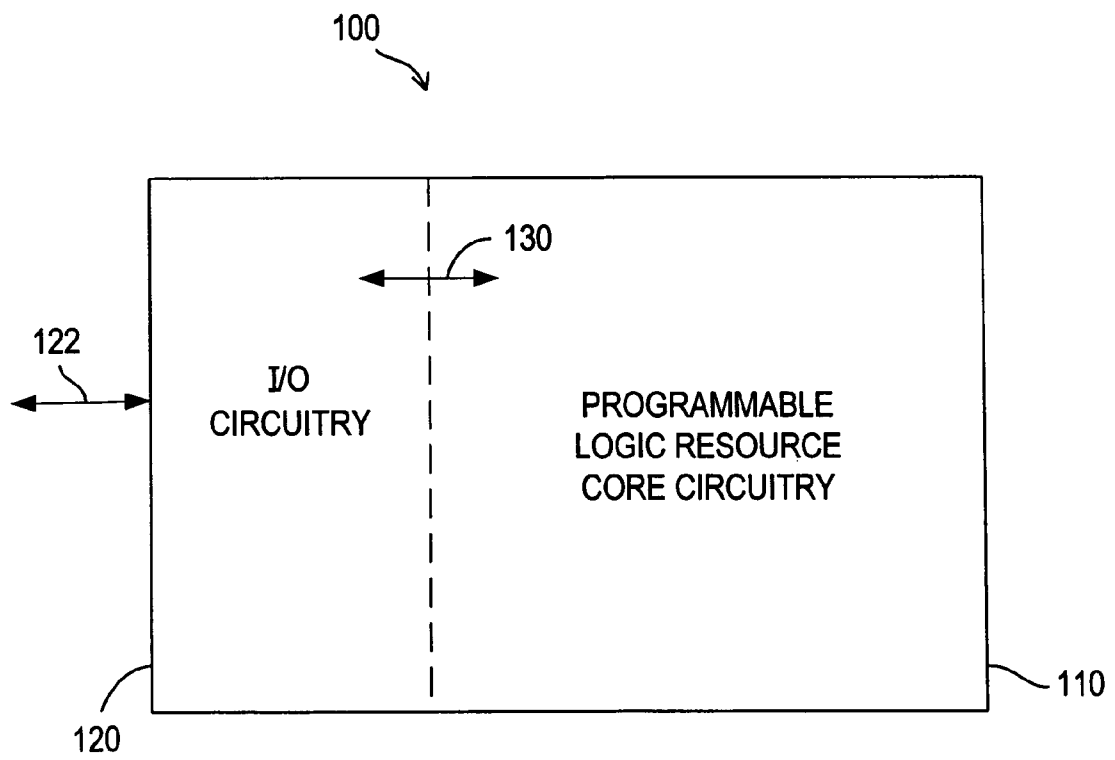 100
130
122
I/O
CIRCUITRY
PROGRAMMABLE
LOGIC RESOURCE
CORE CIRCUITRY
110
120